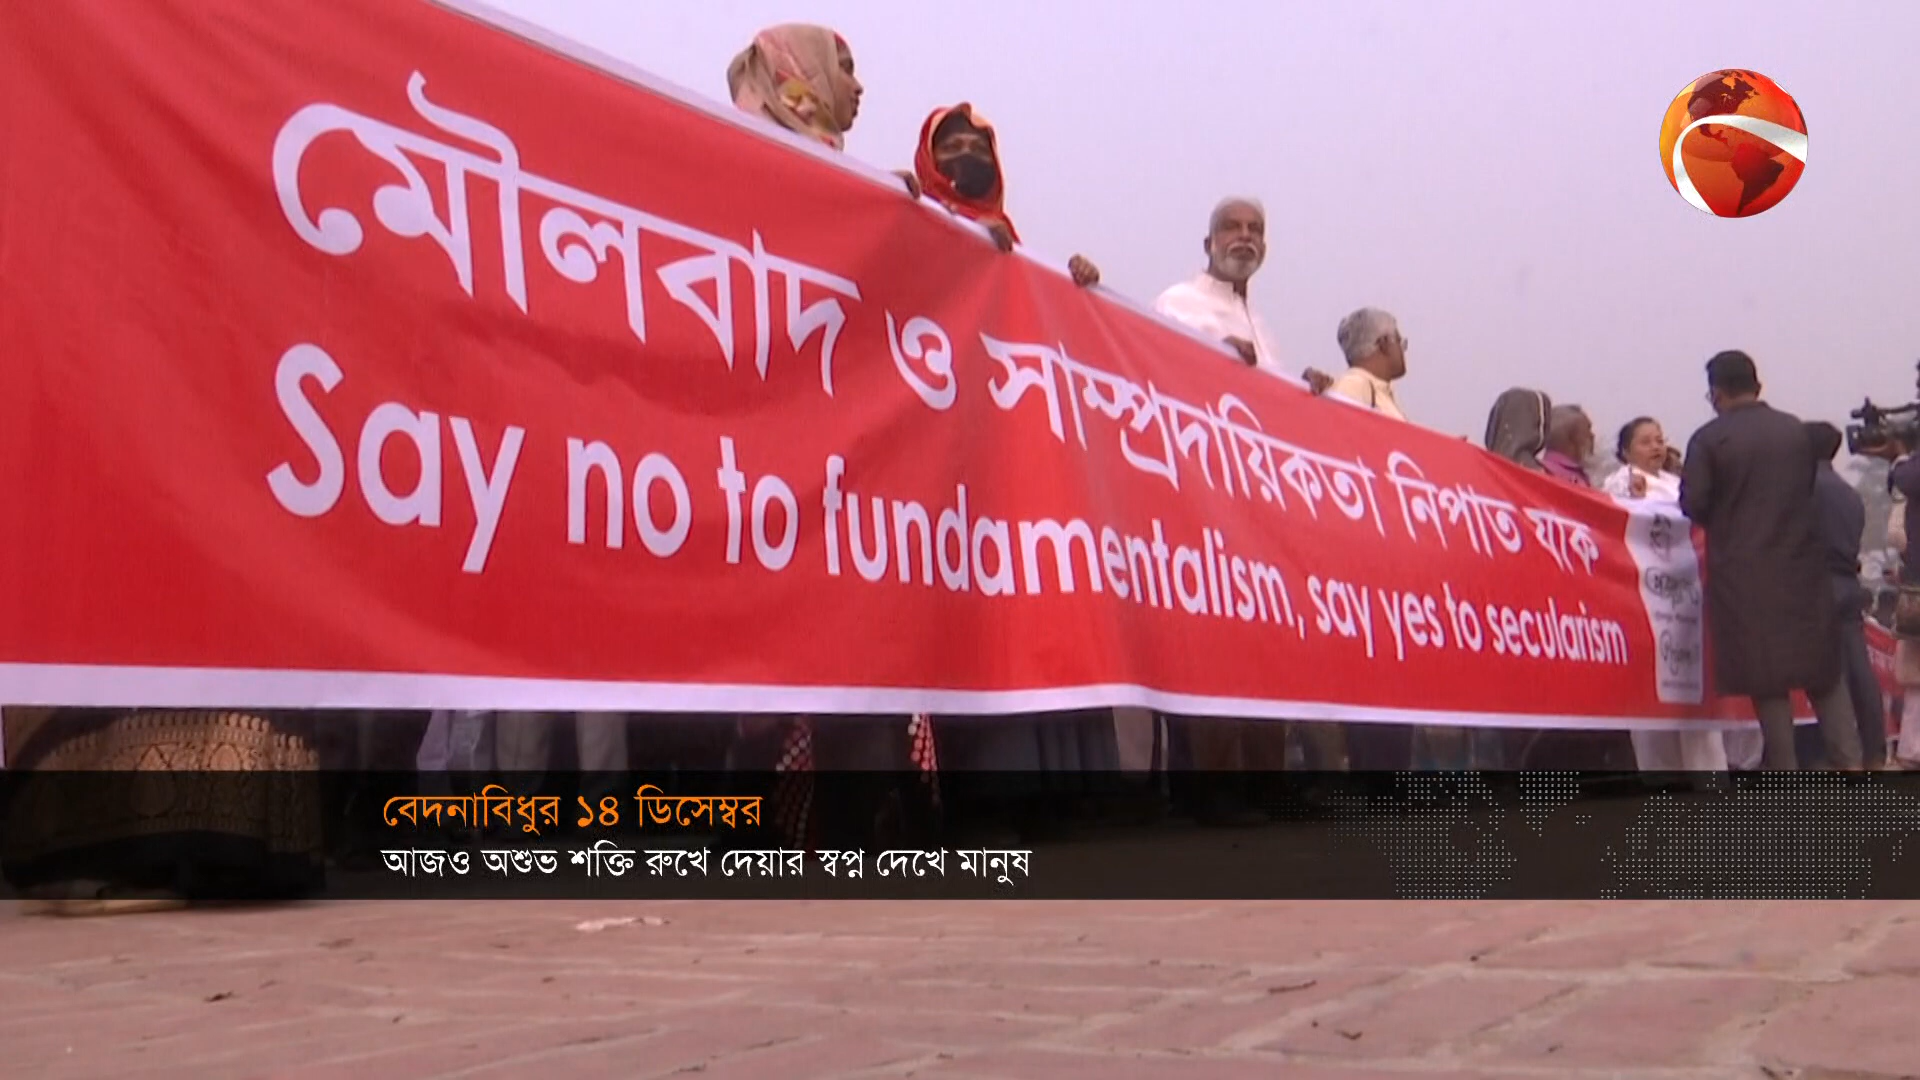 মৌলবাদ ও সাম্প্রদায়িকতা নিপাত যাক
Say no to fundamentalism, say yes to secularism
বেদনাবিধুর ১৪ ডিসেম্বর
আজও অশুভ শক্তি রুখে দেয়ার স্বপ্ন দেখে মানুষ